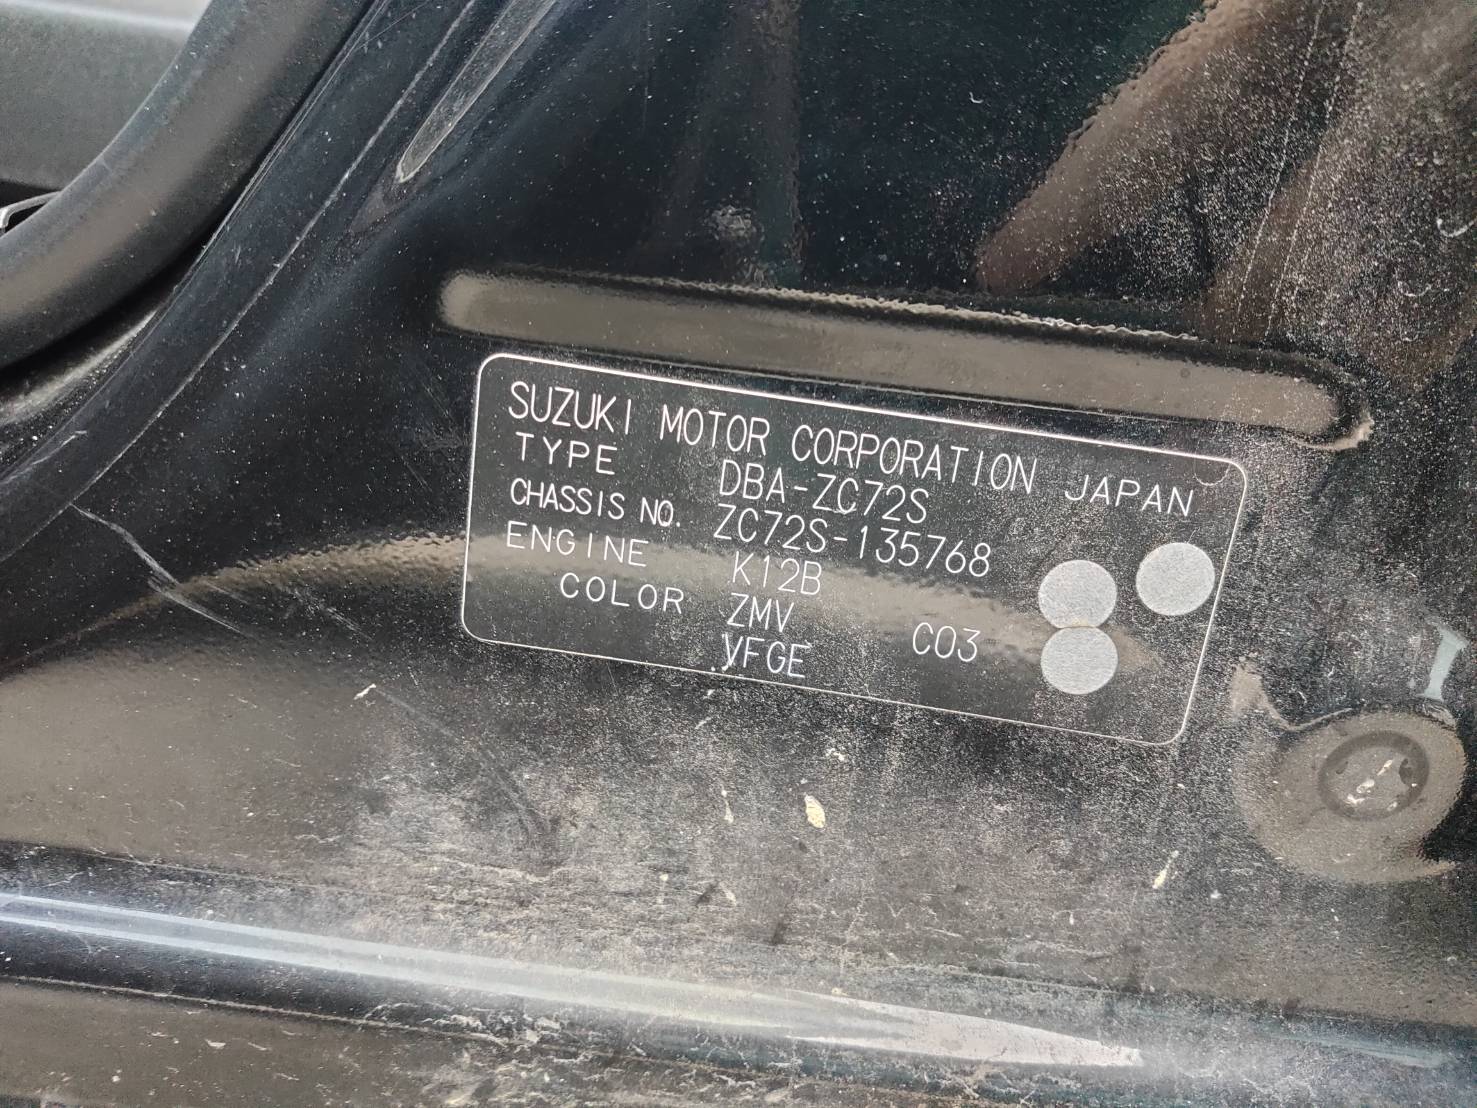 SUZUKI MOTOR CORPORATION JAPAN
TYPE DBA-ZC72S
CHASSIS NO. ZC72S-135768
ENGINE K12B
COLOR ZMV C03
VFGE